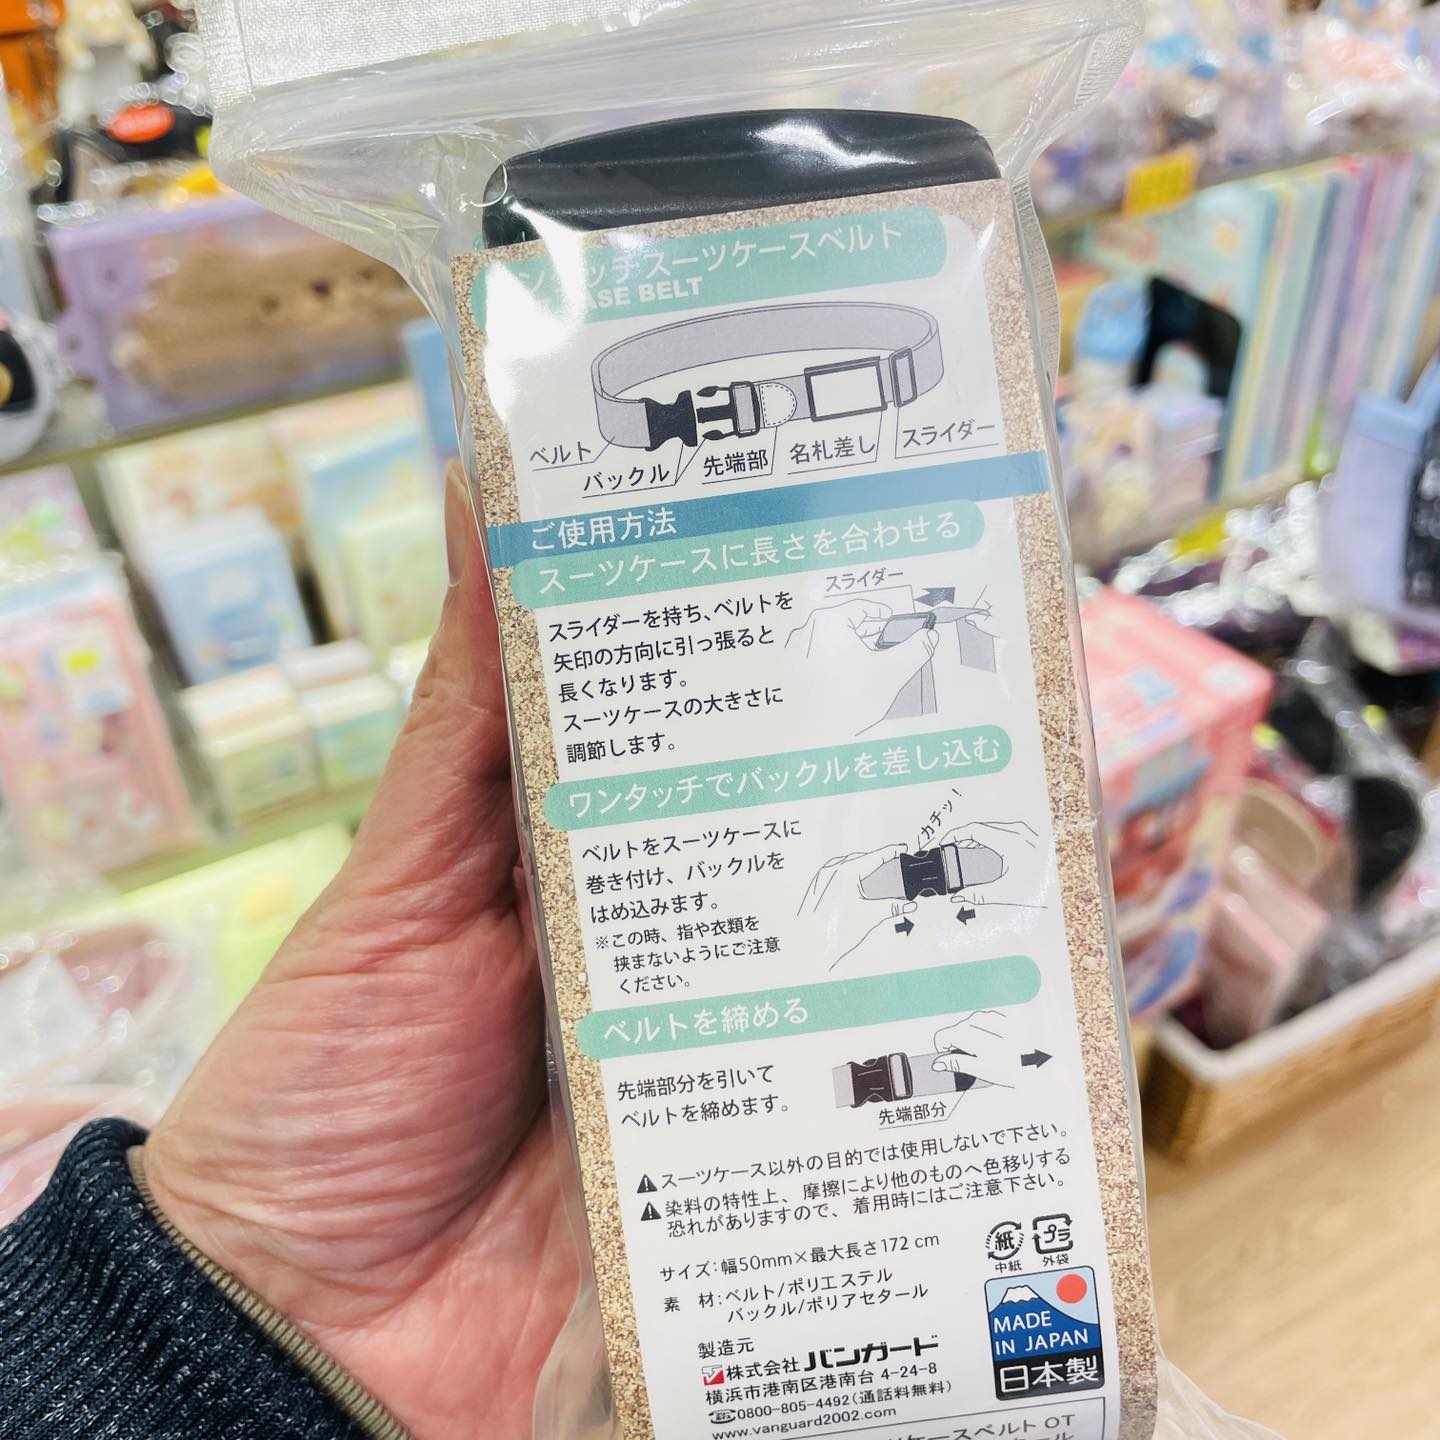 ンタッチスーツケースベルト
ASE BELT
ベルト
バックル
先端部
名札差し
スライダー
ご使用方法
スーツケースに長さを合わせる
スライダーを持ち、ベルトを
矢印の方向に引っ張ると
長くなります。
スーツケースの大きさに
調節します。
スライダー
ワンタッチでバックルを差し込む
ベルトをスーツケースに
巻き付け、バックルを
はめ込みます。
※この時、指や衣類を
挟まないようにご注意
ください。
カチッ!
ベルトを締める
先端部分を引いて
ベルトを締めます。
先端部分
スーツケース以外の目的では使用しないで下さい。
染料の特性上、摩擦により他のものへ色移りする
恐れがありますので、着用時にはご注意下さい。
サイズ:幅50mm×最大長さ172cm
素 材:ベルト/ポリエステル
バックル/ポリアセタール
紙
中紙
プラ
外袋
MADE
IN JAPAN
日本製
製造元
株式会社バンガード
横浜市港南区港南台4-24-8
0800-805-4492(通話料無料)
www.vanguard2002.com
スーツケースベルト OT